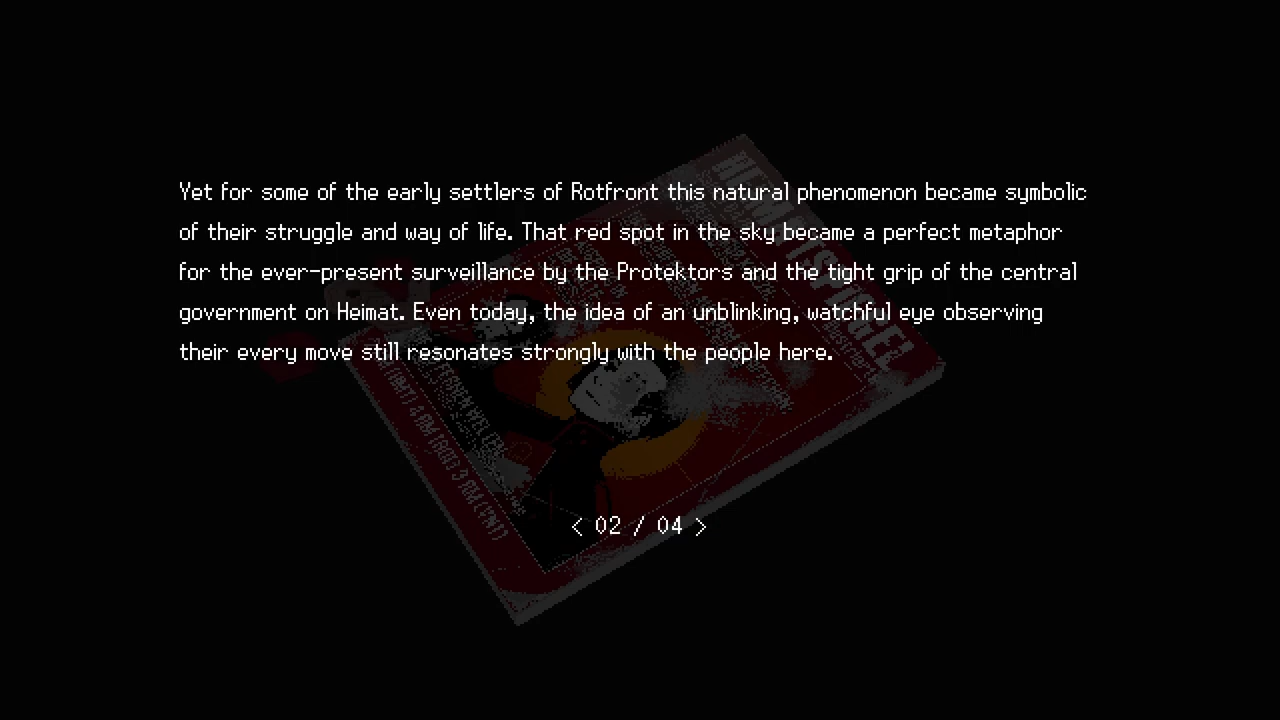 Yet for some of the early settlers of Rotfront this natural phenomenon became symbolic
of their struggle and way of life. That red spot in the sky became a perfect metaphor
for the ever-present surveillance by the Protektors and the tight grip of the central
government on Heimat. Even today, the idea of an unblinking, watchful eye observing
their every move still resonates strongly with the people here.
< 02 / 04 >